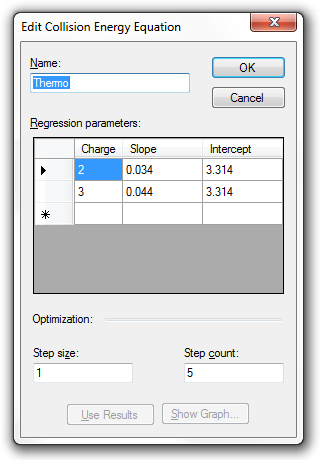 Edit Collision Energy Equation
Name:
Thermo
OK
Cancel
Regression parameters:
Charge Slope Intercept
2 0.034 3.314
3 0.044 3.314
Optimization:
Step size: Step count:
1 5
Use Results Show Graph...